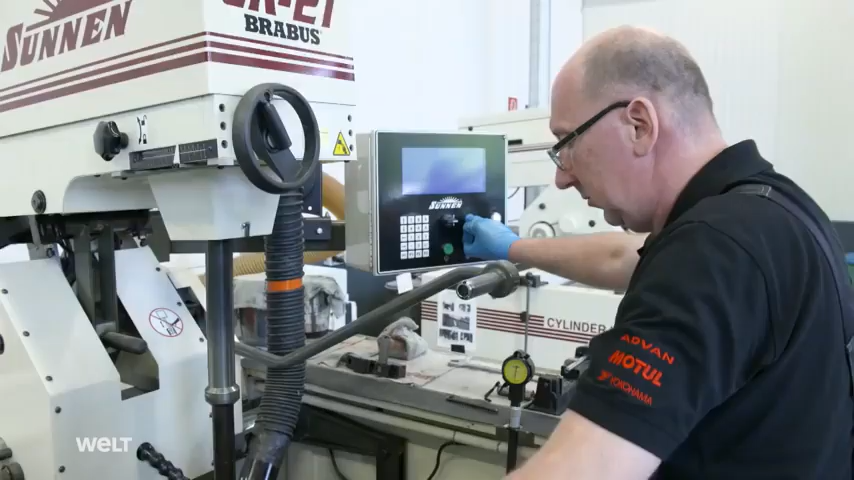 SUNNEN
BRABUS
SUNNEN
CYLINDER
ADVAN
MOTUL
YOKOHAMA
WELT